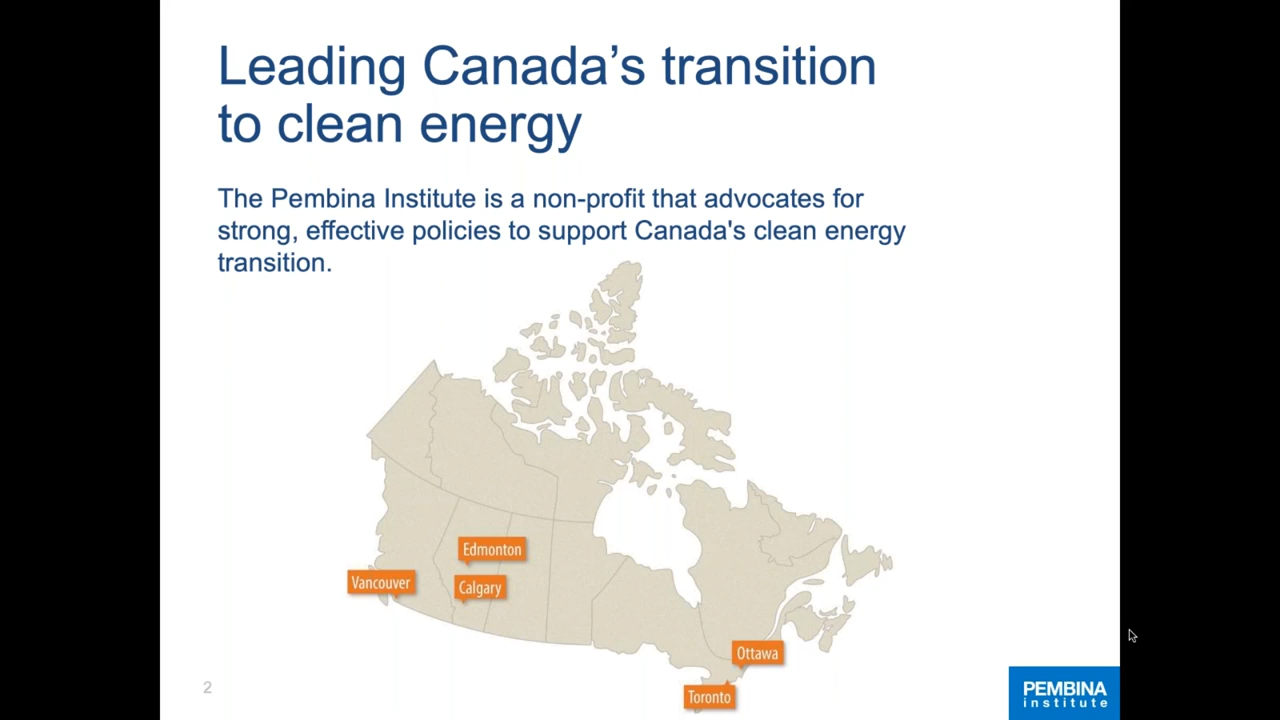 Leading Canada’s transition
to clean energy
The Pembina Institute is a non-profit that advocates for
strong, effective policies to support Canada's clean energy
transition.
Edmonton
Vancouver
Calgary
Ottawa
Toronto
2
PEMBINA
institute